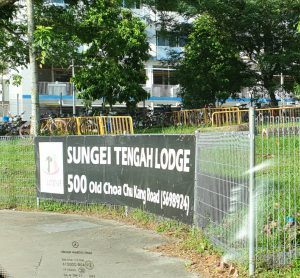 SUNGEI TENGAH LODGE
500 Old Choa Chu Kang Road (S698924)